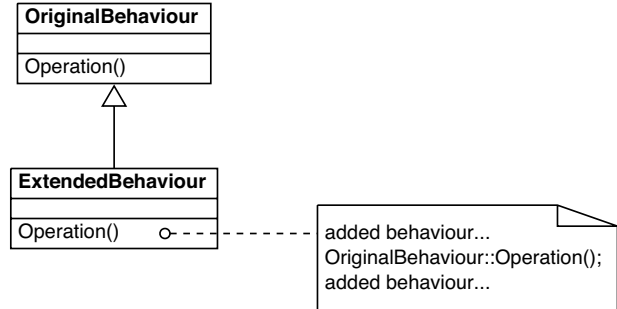 OriginalBehaviour
Operation()
ExtendedBehaviour
Operation()
added behaviour...
OriginalBehaviour::Operation();
added behaviour...